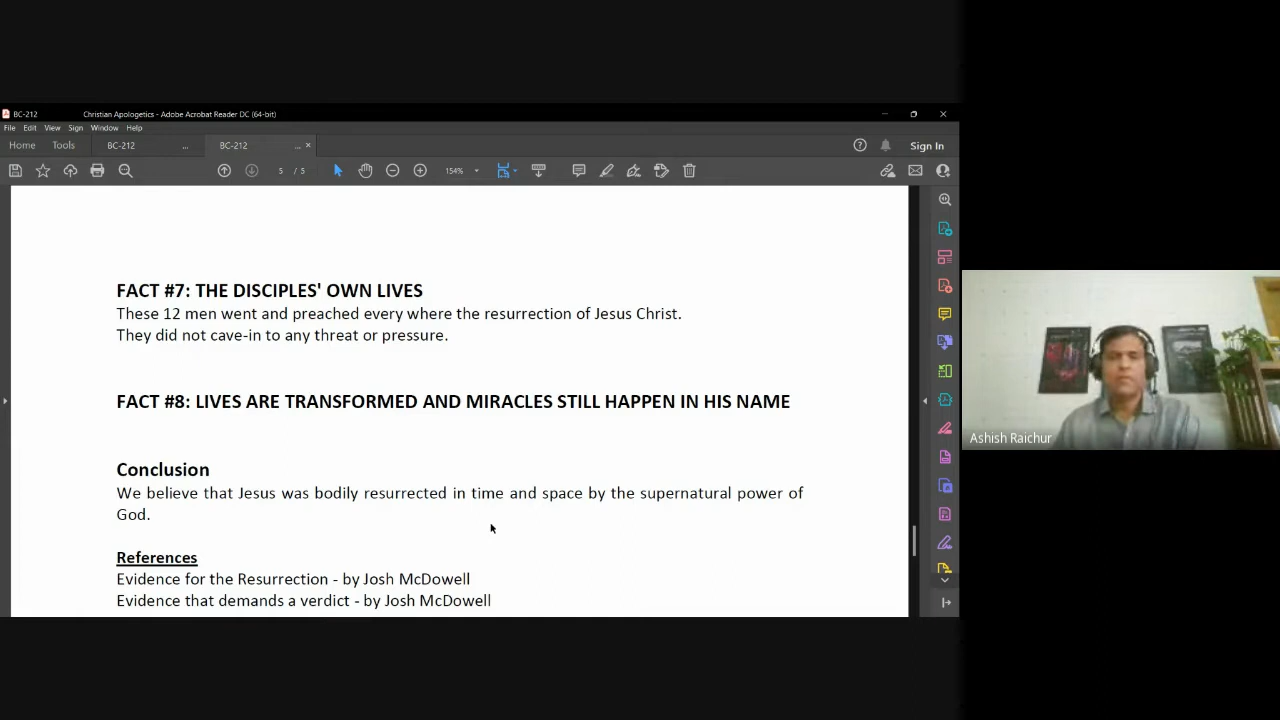 BC-212 Christian Apologetics - Adobe Acrobat Reader DC (64-bit)
File Edit View Sign Window Help
Home Tools BC-212 ... BC-212 ... ×
Sign In
5 / 5 154%
FACT #7: THE DISCIPLES' OWN LIVES
These 12 men went and preached every where the resurrection of Jesus Christ.
They did not cave-in to any threat or pressure.
FACT #8: LIVES ARE TRANSFORMED AND MIRACLES STILL HAPPEN IN HIS NAME
Conclusion
We believe that Jesus was bodily resurrected in time and space by the supernatural power of
God.
References
Evidence for the Resurrection - by Josh McDowell
Evidence that demands a verdict - by Josh McDowell
Ashish Raichur